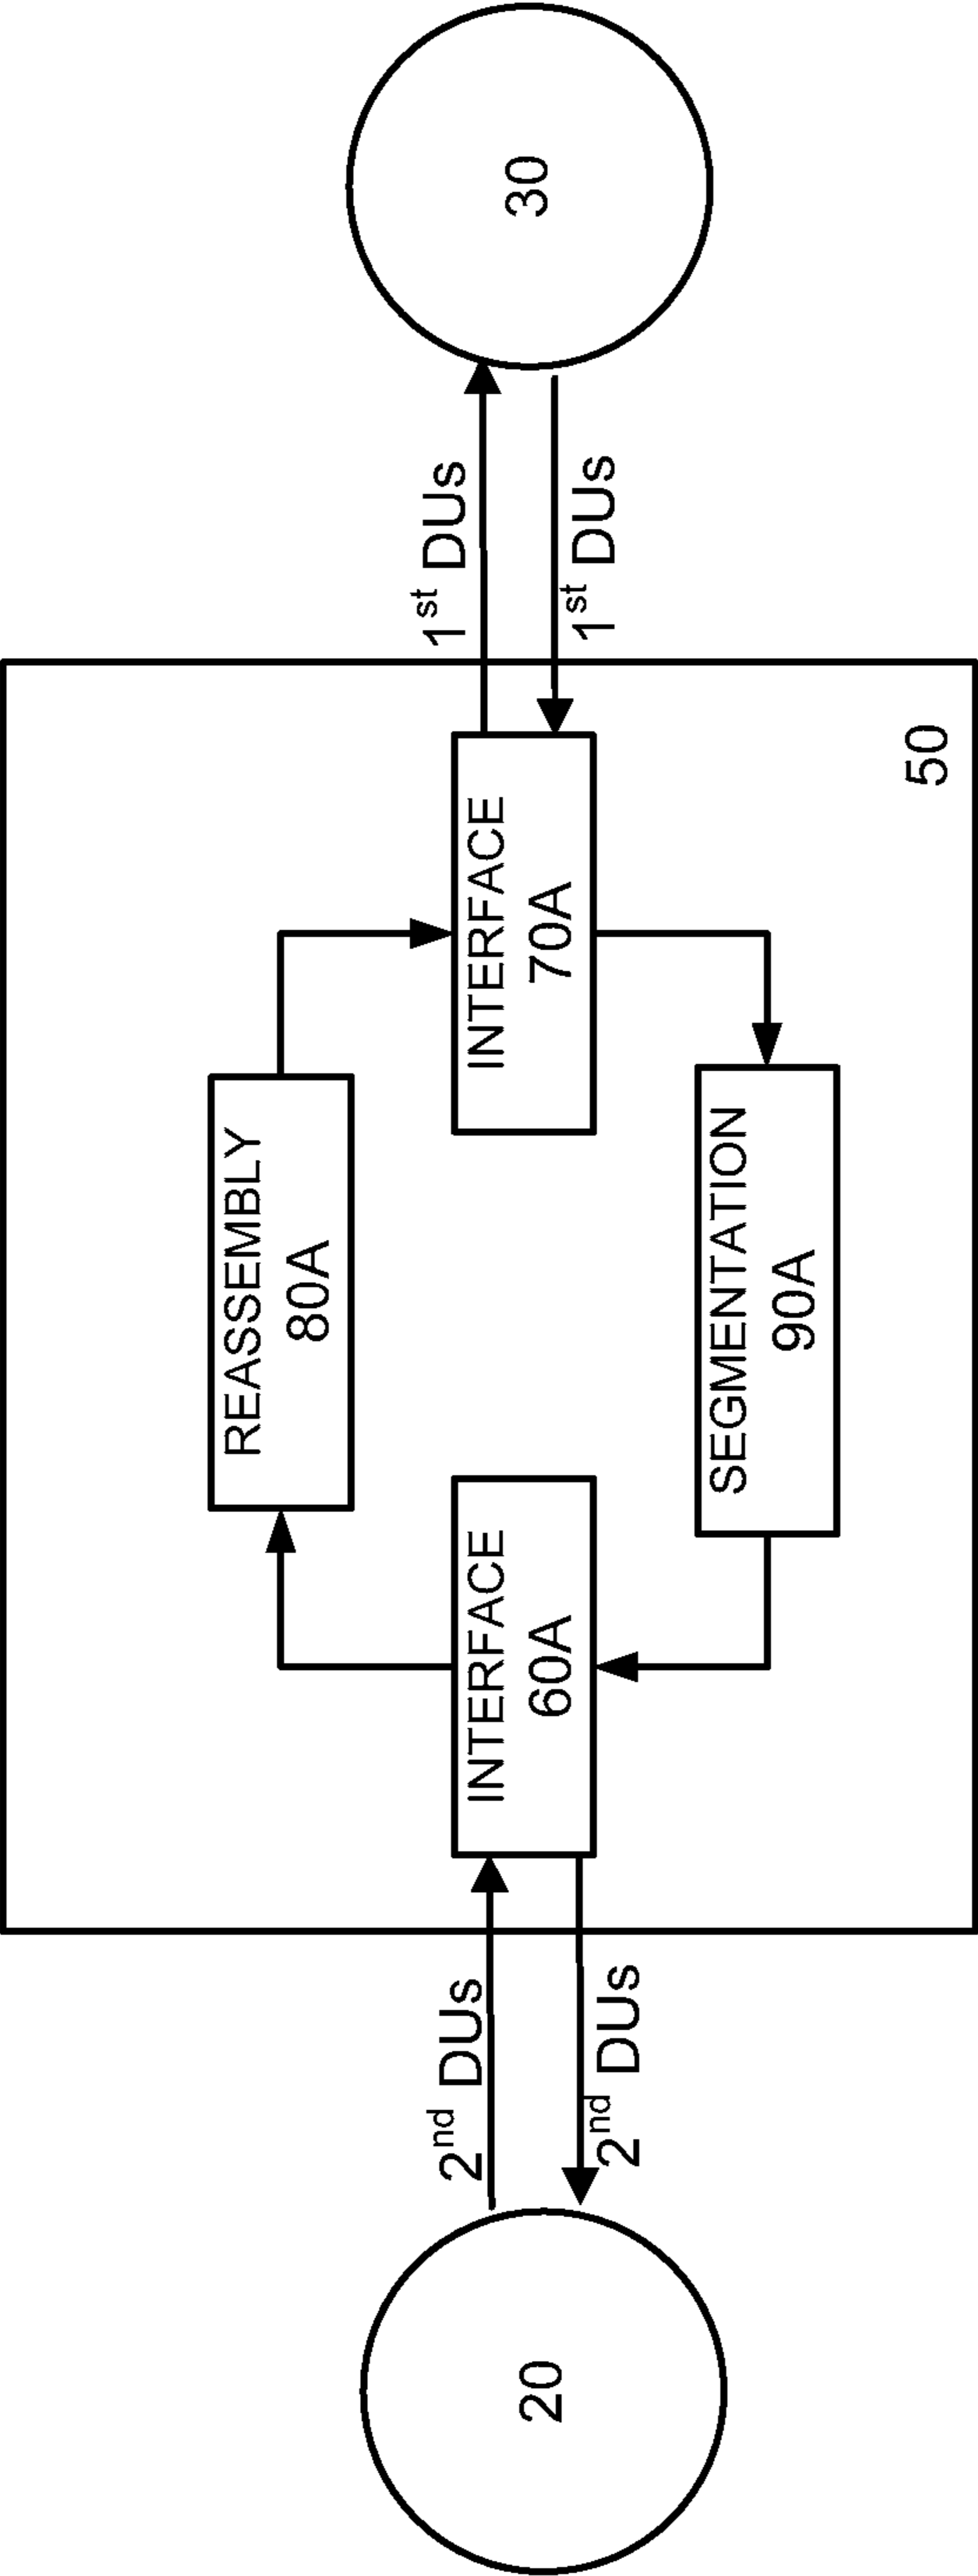 REASSEMBLY
80A
2nd DUs
1st DUs
20
INTERFACE
60A
INTERFACE
70A
30
2nd DUs
1st DUs
SEGMENTATION
90A
50